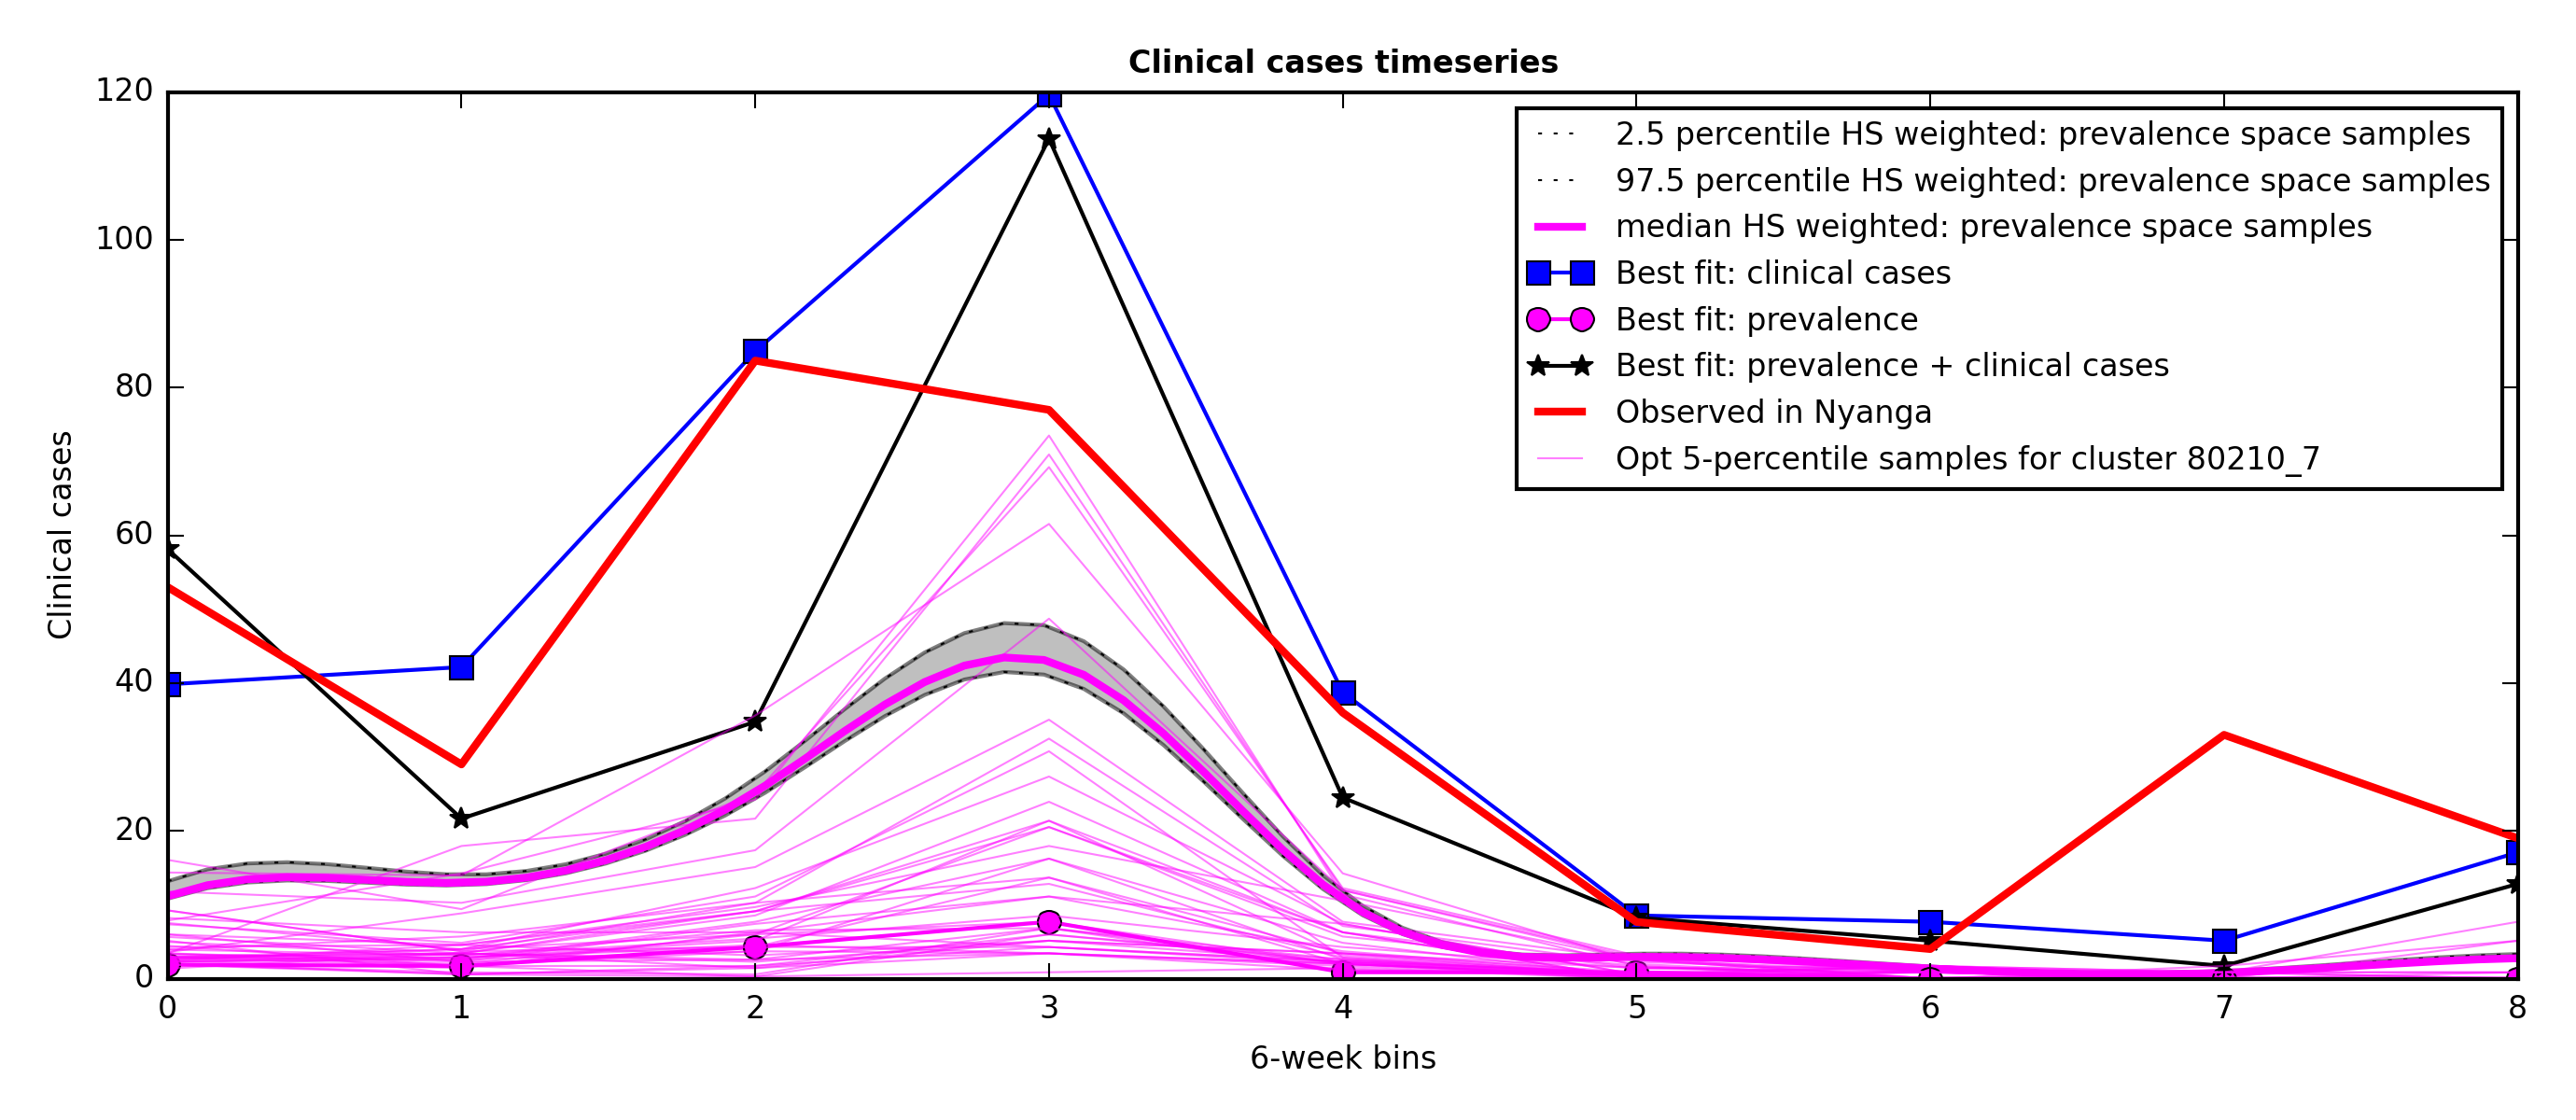 Clinical cases timeseries
120
100
80
60
40
20
0
Clinical cases
2.5 percentile HS weighted: prevalence space samples
97.5 percentile HS weighted: prevalence space samples
median HS weighted: prevalence space samples
Best fit: clinical cases
Best fit: prevalence
Best fit: prevalence + clinical cases
Observed in Nyanga
Opt 5-percentile samples for cluster 80210_7
0 1 2 3 4 5 6 7 8
6-week bins